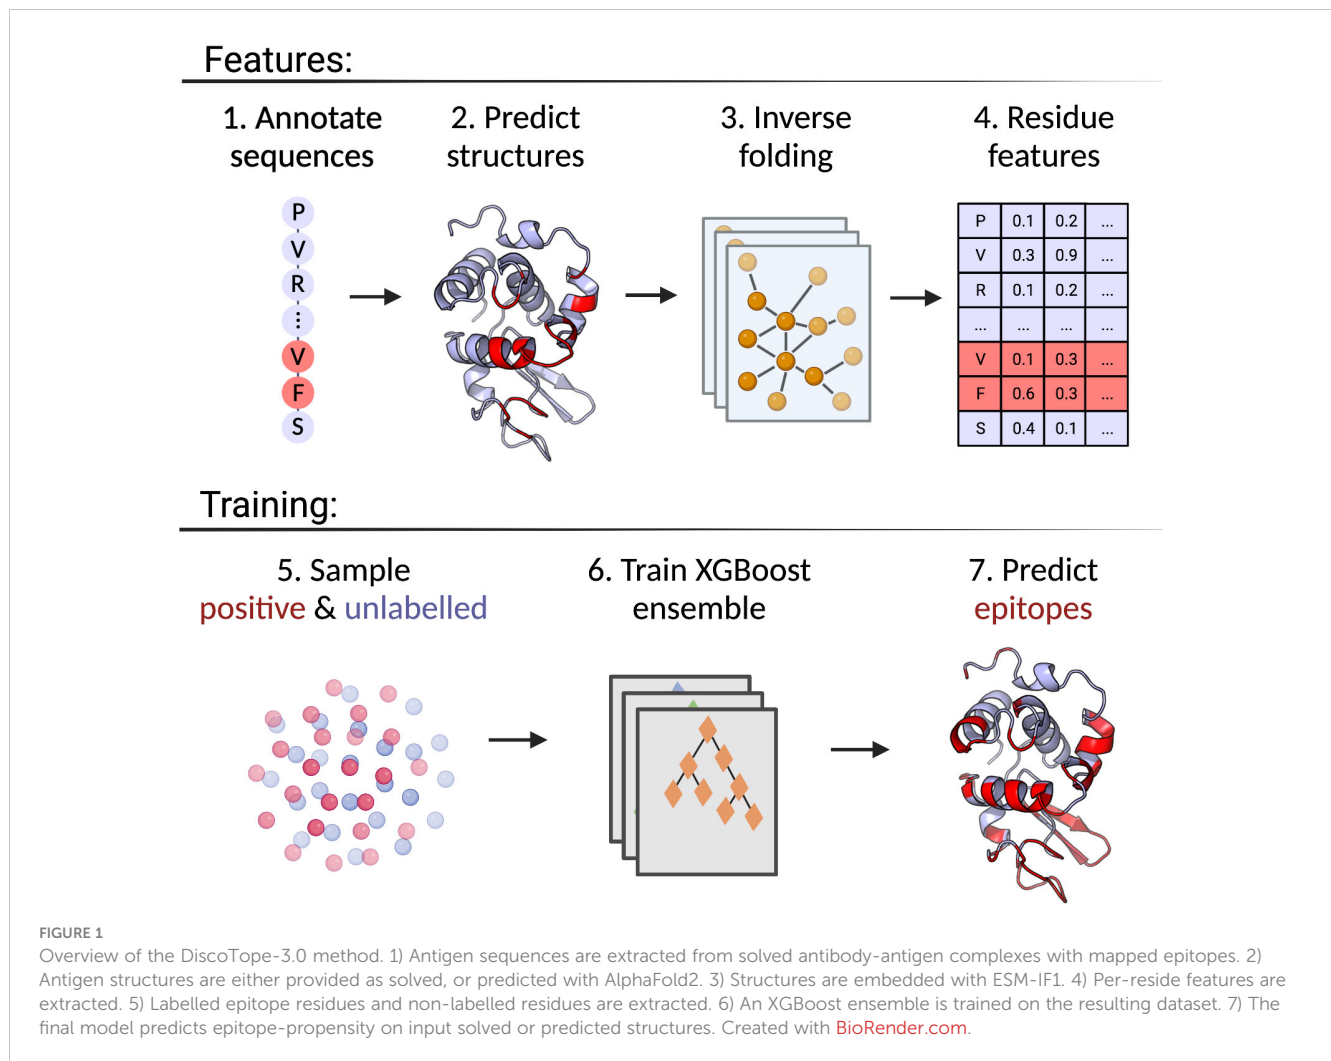 Features:
1. Annotate sequences
2. Predict structures
3. Inverse folding
4. Residue features
P
V
R
⋮
V
F
S
P 0.1 0.2 ...
V 0.3 0.9 ...
R 0.1 0.2 ...
... ... ... ...
V 0.1 0.3 ...
F 0.6 0.3 ...
S 0.4 0.1 ...
Training:
5. Sample positive & unlabelled
6. Train XGBoost ensemble
7. Predict epitopes
FIGURE 1
Overview of the DiscoTope-3.0 method. 1) Antigen sequences are extracted from solved antibody-antigen complexes with mapped epitopes. 2)
Antigen structures are either provided as solved, or predicted with AlphaFold2. 3) Structures are embedded with ESM-IF1. 4) Per-reside features are
extracted. 5) Labelled epitope residues and non-labelled residues are extracted. 6) An XGBoost ensemble is trained on the resulting dataset. 7) The
final model predicts epitope-propensity on input solved or predicted structures. Created with BioRender.com.